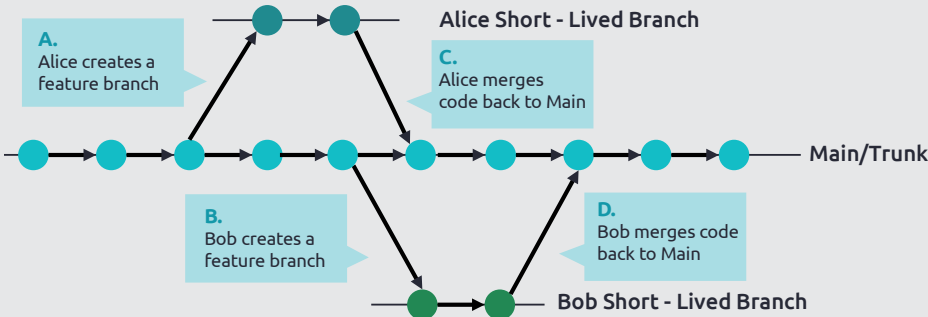 Alice Short - Lived Branch
A.
Alice creates a
feature branch
C.
Alice merges
code back to Main
Main/Trunk
B.
Bob creates a
feature branch
D.
Bob merges code
back to Main
Bob Short - Lived Branch